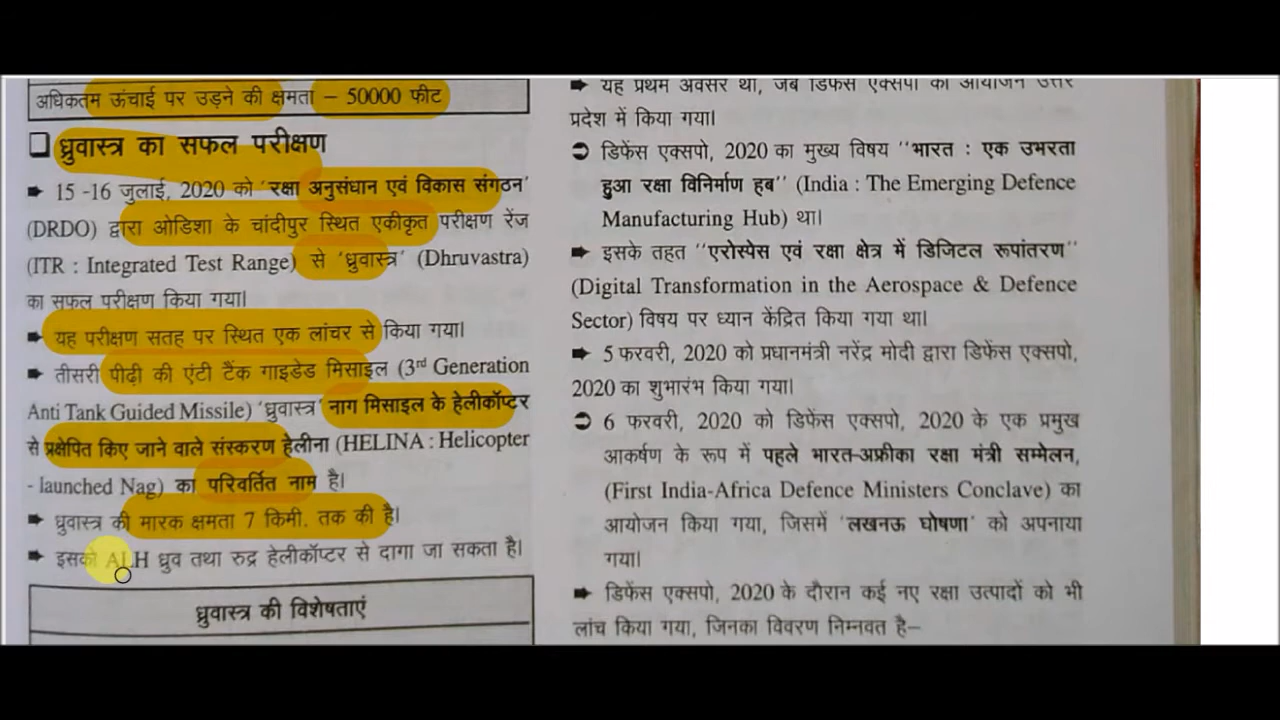 अधिकतम ऊंचाई पर उड़ने की क्षमता – 50000 फीट
❑ ध्रुवास्त्र का सफल परीक्षण
➡ 15 -16 जुलाई, 2020 को 'रक्षा अनुसंधान एवं विकास संगठन'
(DRDO) द्वारा ओडिशा के चांदीपुर स्थित एकीकृत परीक्षण रेंज
(ITR : Integrated Test Range) से 'ध्रुवास्त्र' (Dhruvastra)
का सफल परीक्षण किया गया।
➡ यह परीक्षण सतह पर स्थित एक लांचर से किया गया।
➡ तीसरी पीढ़ी की एंटी टैंक गाइडेड मिसाइल (3rd Generation
Anti Tank Guided Missile) 'ध्रुवास्त्र' नाग मिसाइल के हेलीकॉप्टर
से प्रक्षेपित किए जाने वाले संस्करण हेलीना (HELINA : Helicopter
- launched Nag) का परिवर्तित नाम है।
➡ ध्रुवास्त्र की मारक क्षमता 7 किमी. तक की है।
➡ इसको ALH ध्रुव तथा रुद्र हेलीकॉप्टर से दागा जा सकता है।
ध्रुवास्त्र की विशेषताएं
➡ यह प्रथम अवसर था, जब डिफेंस एक्सपो का आयोजन उत्तर
प्रदेश में किया गया।
➲ डिफेंस एक्सपो, 2020 का मुख्य विषय "भारत : एक उभरता
हुआ रक्षा विनिर्माण हब" (India : The Emerging Defence
Manufacturing Hub) था।
➡ इसके तहत "एरोस्पेस एवं रक्षा क्षेत्र में डिजिटल रूपांतरण"
(Digital Transformation in the Aerospace & Defence
Sector) विषय पर ध्यान केंद्रित किया गया था।
➡ 5 फरवरी, 2020 को प्रधानमंत्री नरेंद्र मोदी द्वारा डिफेंस एक्सपो,
2020 का शुभारंभ किया गया।
➲ 6 फरवरी, 2020 को डिफेंस एक्सपो, 2020 के एक प्रमुख
आकर्षण के रूप में पहले भारत-अफ्रीका रक्षा मंत्री सम्मेलन,
(First India-Africa Defence Ministers Conclave) का
आयोजन किया गया, जिसमें 'लखनऊ घोषणा' को अपनाया
गया।
➡ डिफेंस एक्सपो, 2020 के दौरान कई नए रक्षा उत्पादों को भी
लांच किया गया, जिनका विवरण निम्नवत है–